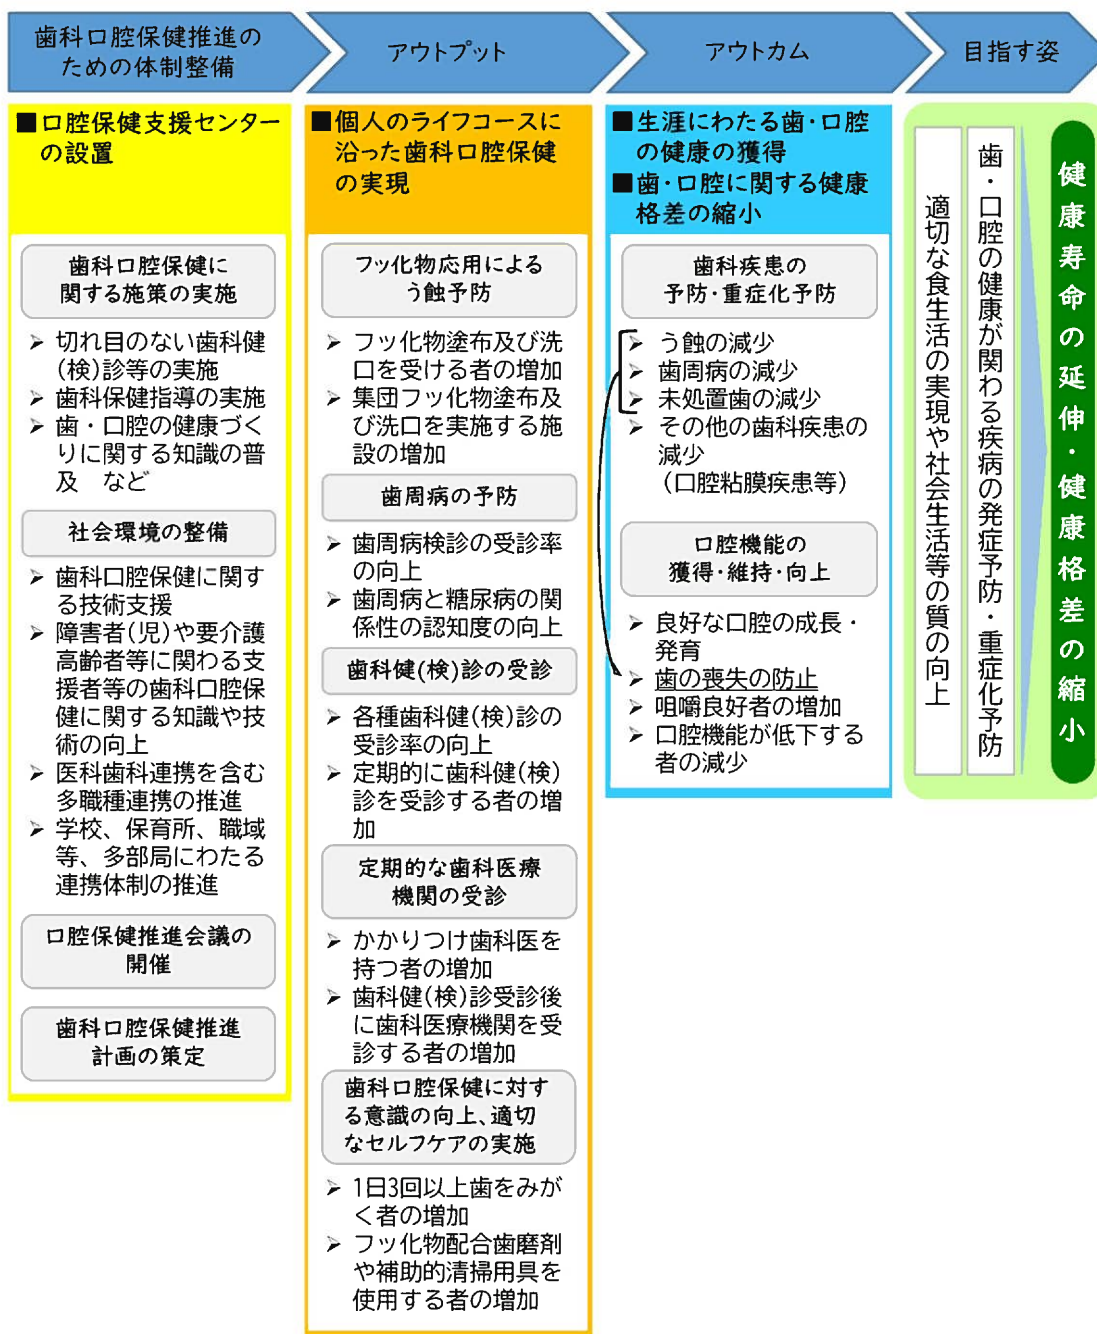 歯科口腔保健推進の
ための体制整備
アウトプット
アウトカム
目指す姿
■口腔保健支援センター
の設置
歯科口腔保健に
関する施策の実施
➢ 切れ目のない歯科健
(検)診等の実施
➢ 歯科保健指導の実施
➢ 歯・口腔の健康づく
りに関する知識の普
及　など
社会環境の整備
➢ 歯科口腔保健に関す
る技術支援
➢ 障害者(児)や要介護
高齢者等に関わる支
援者等の歯科口腔保
健に関する知識や技
術の向上
➢ 医科歯科連携を含む
多職種連携の推進
➢ 学校、保育所、職域
等、多部局にわたる
連携体制の推進
口腔保健推進会議の
開催
歯科口腔保健推進
計画の策定
■個人のライフコースに
沿った歯科口腔保健
の実現
フッ化物応用による
う蝕予防
➢ フッ化物塗布及び洗
口を受ける者の増加
➢ 集団フッ化物塗布及
び洗口を実施する施
設の増加
歯周病の予防
➢ 歯周病検診の受診率
の向上
➢ 歯周病と糖尿病の関
係性の認知度の向上
歯科健(検)診の受診
➢ 各種歯科健(検)診の
受診率の向上
➢ 定期的に歯科健(検)
診を受診する者の増
加
定期的な歯科医療
機関の受診
➢ かかりつけ歯科医を
持つ者の増加
➢ 歯科健(検)診受診後
に歯科医療機関を受
診する者の増加
歯科口腔保健に対す
る意識の向上、適切
なセルフケアの実施
➢ 1日3回以上歯をみが
く者の増加
➢ フッ化物配合歯磨剤
や補助的清掃用具を
使用する者の増加
■生涯にわたる歯・口腔
の健康の獲得
■歯・口腔に関する健康
格差の縮小
歯科疾患の
予防・重症化予防
➢ う蝕の減少
➢ 歯周病の減少
➢ 未処置歯の減少
➢ その他の歯科疾患の
減少
（口腔粘膜疾患等）
口腔機能の
獲得・維持・向上
➢ 良好な口腔の成長・
発育
➢ 歯の喪失の防止
➢ 咀嚼良好者の増加
➢ 口腔機能が低下する
者の減少
歯・口腔の健康が関わる疾病の発症予防・重症化予防
適切な食生活の実現や社会生活等の質の向上
健康寿命の延伸・健康格差の縮小